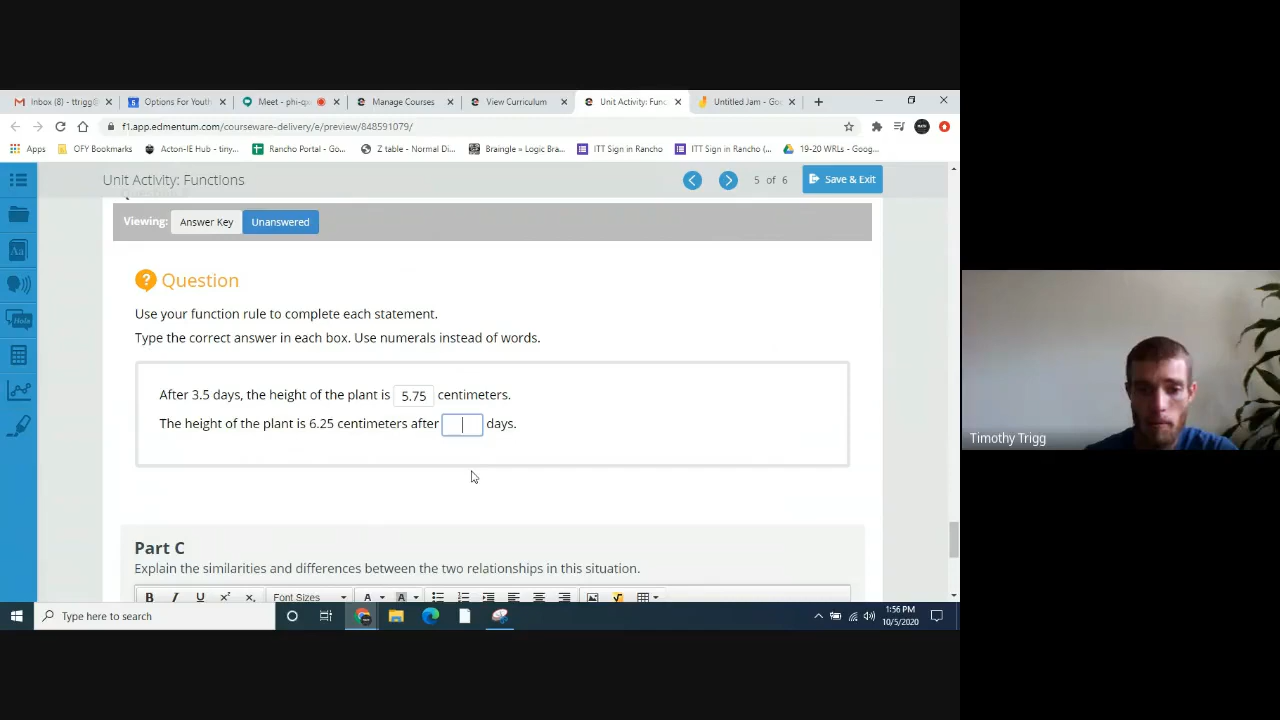 Inbox (8) - ttrigg@
Options For Youth
Meet - phi-q
Manage Courses
View Curriculum
Unit Activity: Func
Untitled Jam - Go
f1.app.edmentum.com/courseware-delivery/e/preview/848591079/
Apps
OFY Bookmarks
Acton-IE Hub - tiny...
Rancho Portal - Go...
Z table - Normal Di...
Braingle » Logic Bra...
ITT Sign in Rancho
ITT Sign in Rancho (...
19-20 WRLs - Goog...
Unit Activity: Functions
5 of 6
Save & Exit
Viewing:
Answer Key
Unanswered
? Question
Use your function rule to complete each statement.
Type the correct answer in each box. Use numerals instead of words.
After 3.5 days, the height of the plant is 5.75 centimeters.
The height of the plant is 6.25 centimeters after days.
Part C
Explain the similarities and differences between the two relationships in this situation.
B I U x² x₂ Font Sizes A A
Type here to search
1:56 PM
10/5/2020
Timothy Trigg